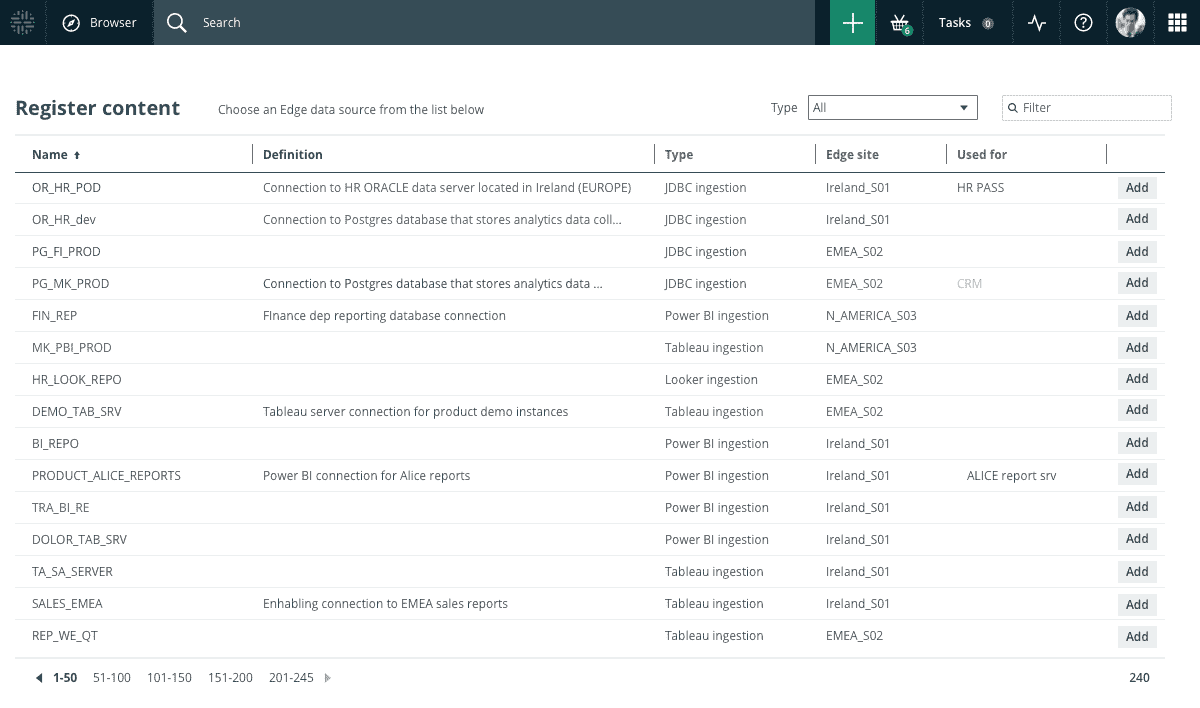 Browser Search 6 Tasks 0
Register content Choose an Edge data source from the list below Type All Filter
Name Definition Type Edge site Used for
OR_HR_POD Connection to HR ORACLE data server located in Ireland (EUROPE) JDBC ingestion Ireland_S01 HR PASS Add
OR_HR_dev Connection to Postgres database that stores analytics data coll... JDBC ingestion Ireland_S01 Add
PG_FI_PROD JDBC ingestion EMEA_S02 Add
PG_MK_PROD Connection to Postgres database that stores analytics data ... JDBC ingestion EMEA_S02 CRM Add
FIN_REP FInance dep reporting database connection Power BI ingestion N_AMERICA_S03 Add
MK_PBI_PROD Tableau ingestion N_AMERICA_S03 Add
HR_LOOK_REPO Looker ingestion EMEA_S02 Add
DEMO_TAB_SRV Tableau server connection for product demo instances Tableau ingestion EMEA_S02 Add
BI_REPO Power BI ingestion Ireland_S01 Add
PRODUCT_ALICE_REPORTS Power BI connection for Alice reports Power BI ingestion Ireland_S01 ALICE report srv Add
TRA_BI_RE Power BI ingestion Ireland_S01 Add
DOLOR_TAB_SRV Power BI ingestion Ireland_S01 Add
TA_SA_SERVER Tableau ingestion Ireland_S01 Add
SALES_EMEA Enhabling connection to EMEA sales reports Tableau ingestion Ireland_S01 Add
REP_WE_QT Tableau ingestion EMEA_S02 Add
1-50 51-100 101-150 151-200 201-245 240